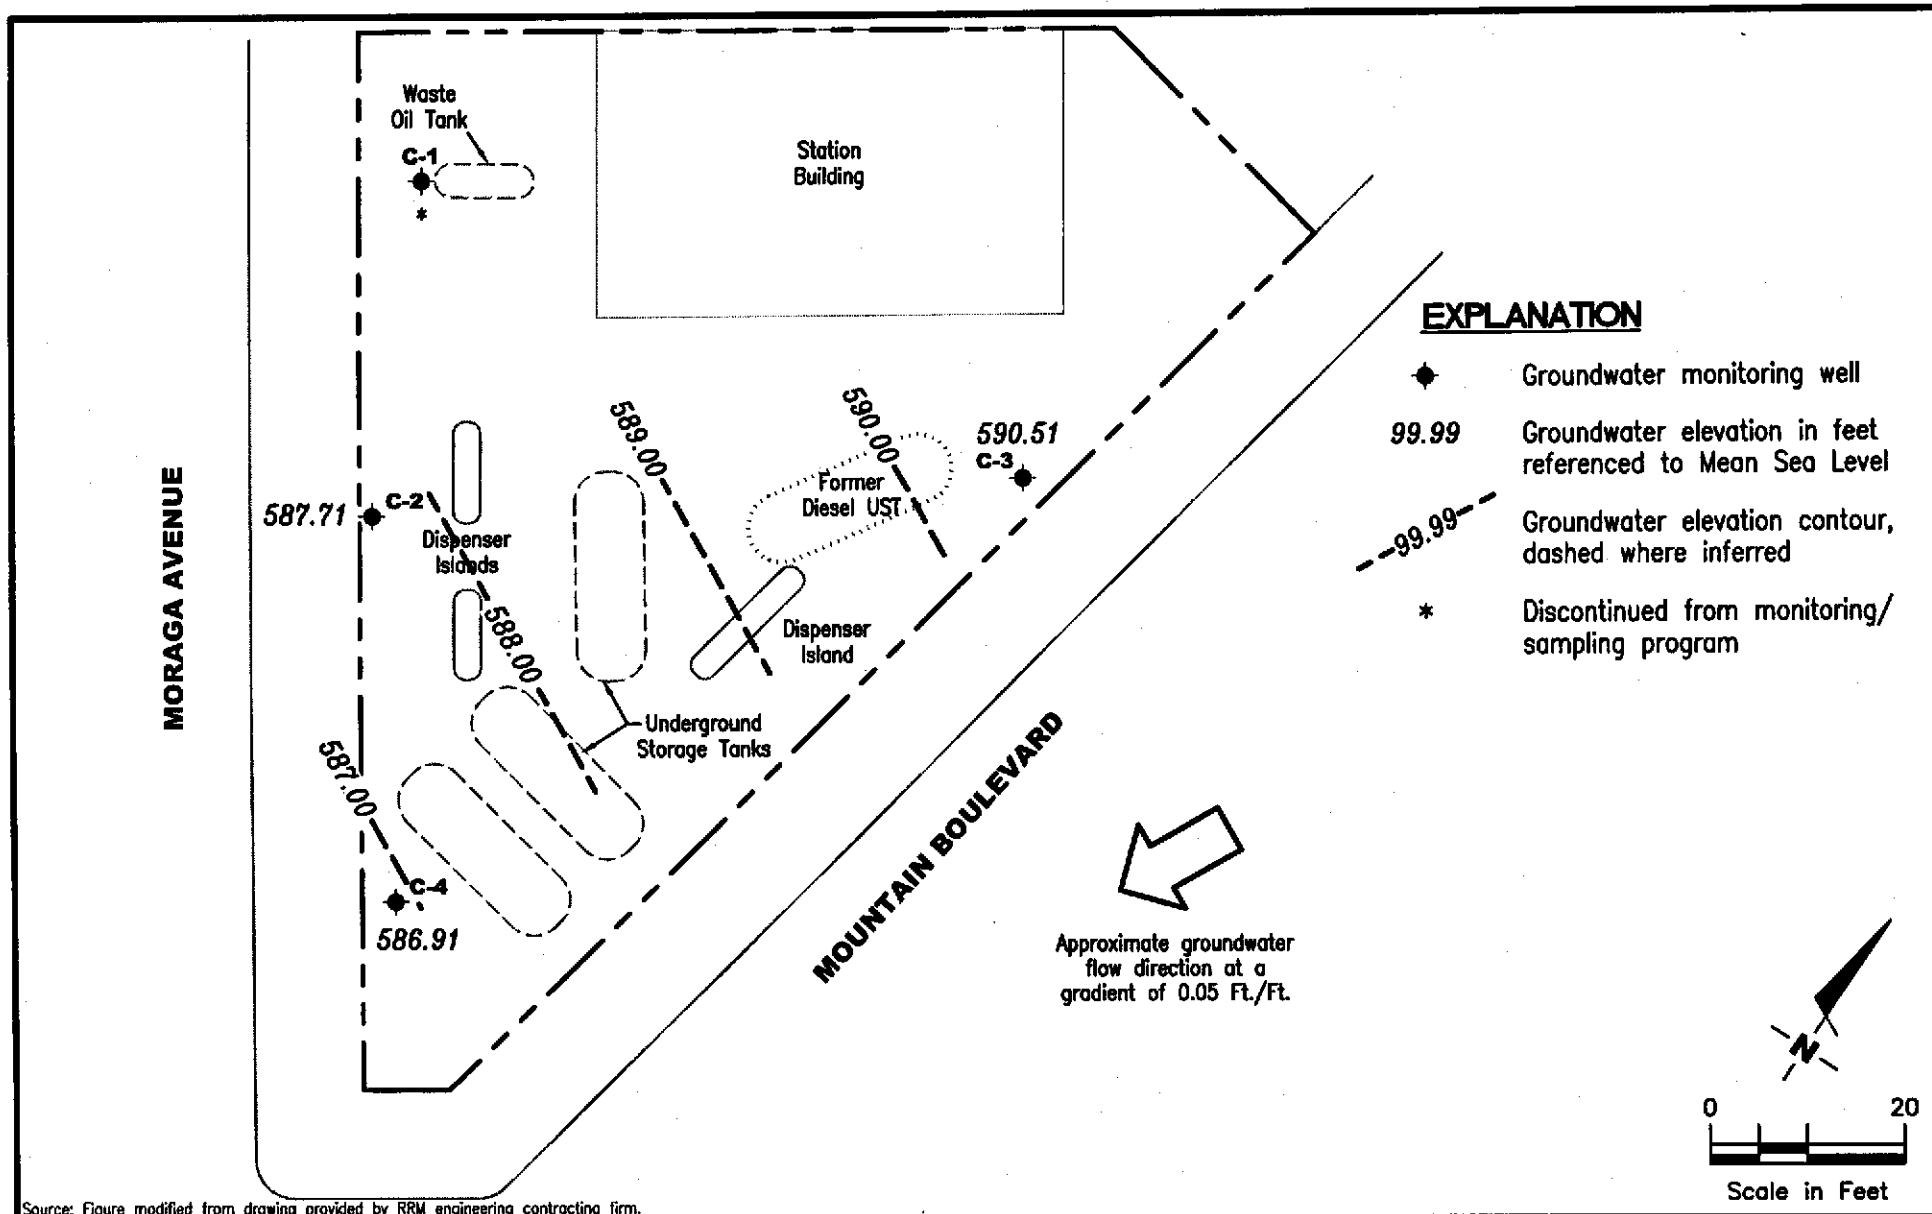 Waste
Oil Tank
C-1
*
Station
Building
MORAGA AVENUE
587.71
C-2
Dispenser
Islands
588.00
589.00
590.00
Former
Diesel UST
590.51
C-3
Dispenser
Island
Underground
Storage Tanks
587.00
C-4
586.91
MOUNTAIN BOULEVARD
Approximate groundwater
flow direction at a
gradient of 0.05 Ft./Ft.
EXPLANATION
Groundwater monitoring well
99.99 Groundwater elevation in feet
referenced to Mean Sea Level
99.99 Groundwater elevation contour,
dashed where inferred
* Discontinued from monitoring/
sampling program
N
0 20
Scale in Feet
Source: Figure modified from drawing provided by RRM engineering contracting firm.